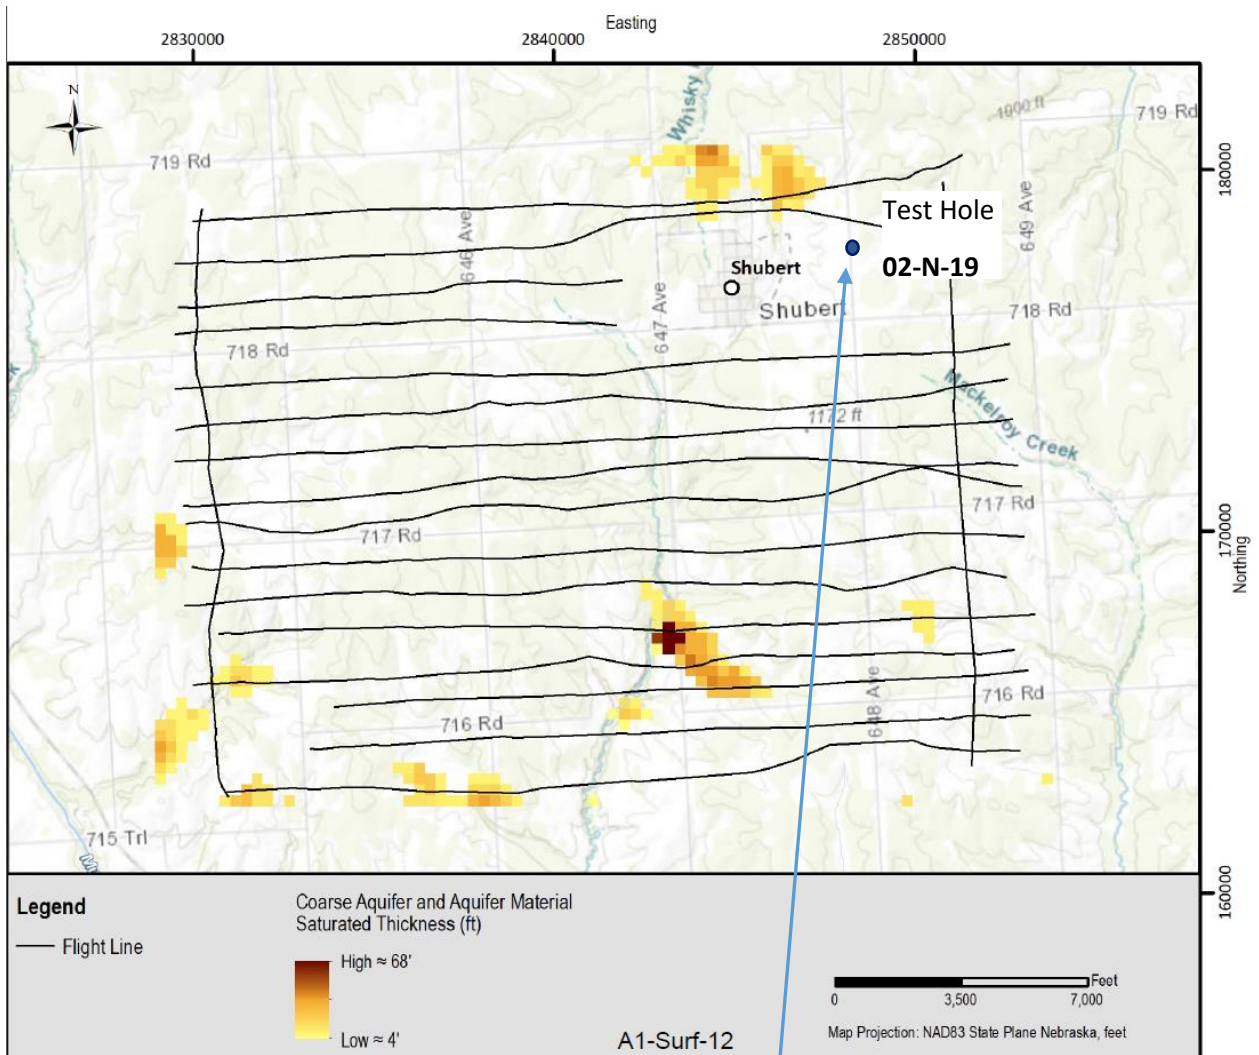 Easting
2830000
2840000
2850000
N
Whisky
1000 ft
719 Rd
719 Rd
180000
646 Ave
649 Ave
Test Hole
02-N-19
Shubert
Shubert
647 Ave
718 Rd
718 Rd
Mackelroy Creek
1172 ft
717 Rd
717 Rd
170000
Northing
648 Ave
716 Rd
716 Rd
715 Trl
160000
Legend
Flight Line
Coarse Aquifer and Aquifer Material
Saturated Thickness (ft)
High ≈ 68'
Low ≈ 4'
A1-Surf-12
Feet
0
3,500
7,000
Map Projection: NAD83 State Plane Nebraska, feet